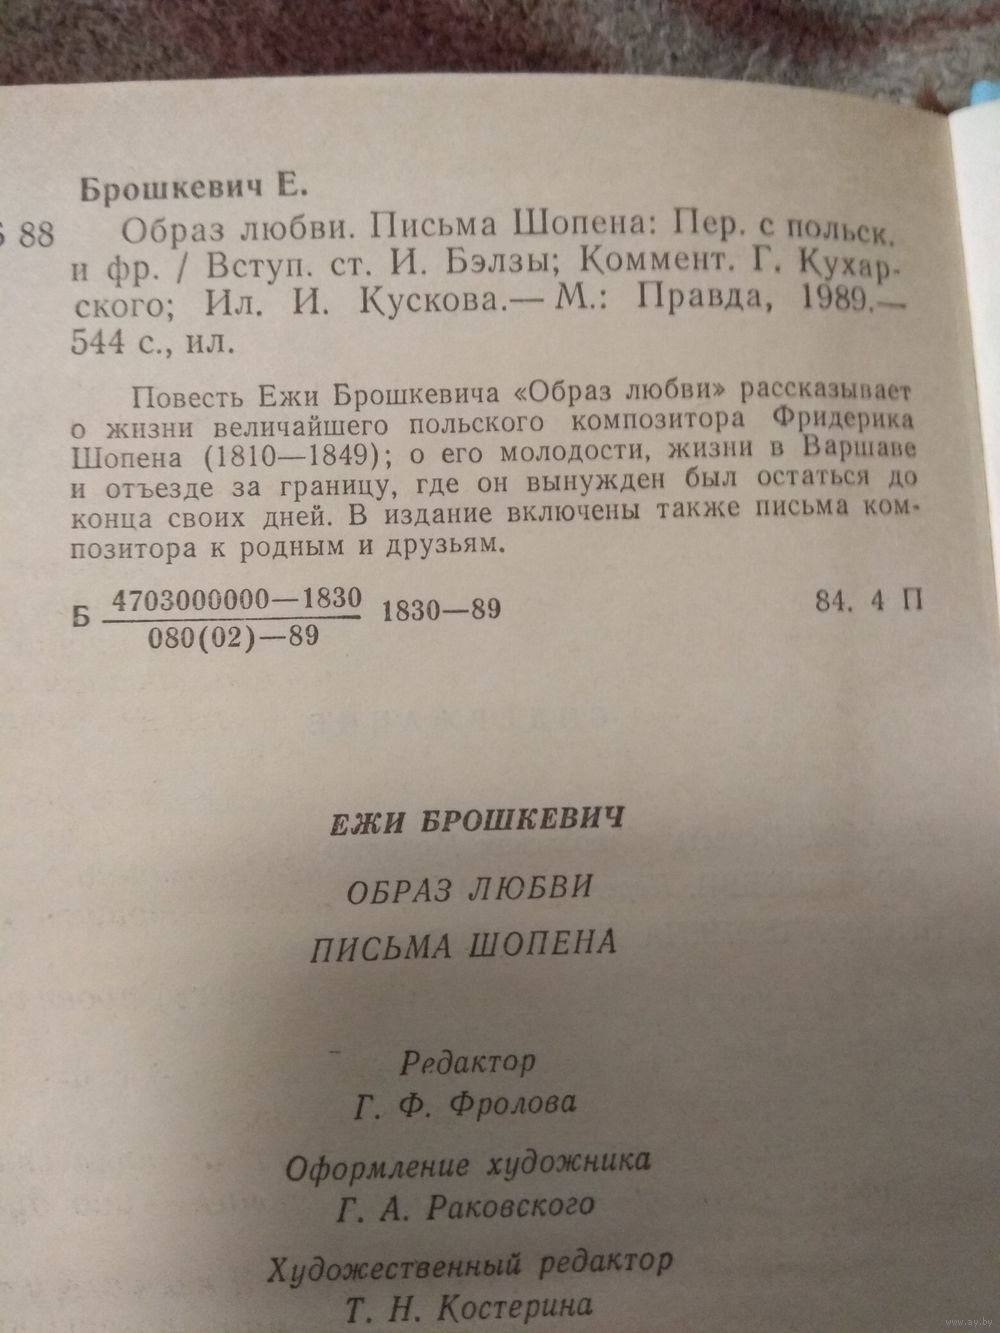 Брошкевич Е.
88 Образ любви. Письма Шопена: Пер. с польск.
и фр. / Вступ. ст. И. Бэлзы; Коммент. Г. Кухар-
ского; Ил. И. Кускова.— М.: Правда, 1989.—
544 с., ил.
Повесть Ежи Брошкевича «Образ любви» рассказывает
о жизни величайшего польского композитора Фридерика
Шопена (1810—1849); о его молодости, жизни в Варшаве
и отъезде за границу, где он вынужден был остаться до
конца своих дней. В издание включены также письма ком-
позитора к родным и друзьям.
Б 4703000000—1830 1830—89 84. 4 П
080(02)—89
ЕЖИ БРОШКЕВИЧ
ОБРАЗ ЛЮБВИ
ПИСЬМА ШОПЕНА
Редактор
Г. Ф. Фролова
Оформление художника
Г. А. Раковского
Художественный редактор
Т. Н. Костерина
www.ay.by